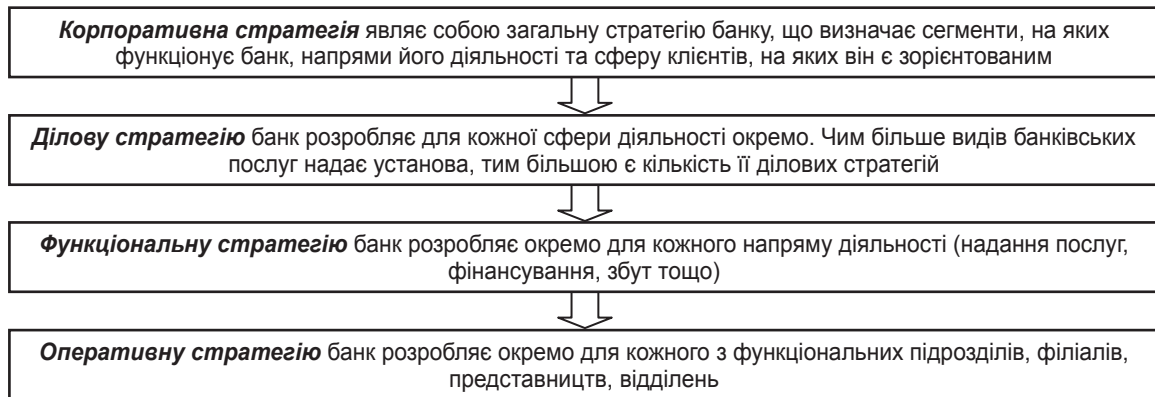 Корпоративна стратегія являє собою загальну стратегію банку, що визначає сегменти, на яких
функціонує банк, напрями його діяльності та сферу клієнтів, на яких він є зорієнтованим
Ділову стратегію банк розробляє для кожної сфери діяльності окремо. Чим більше видів банківських
послуг надає установа, тим більшою є кількість її ділових стратегій
Функціональну стратегію банк розробляє окремо для кожного напряму діяльності (надання послуг,
фінансування, збут тощо)
Оперативну стратегію банк розробляє окремо для кожного з функціональних підрозділів, філіалів,
представництв, відділень